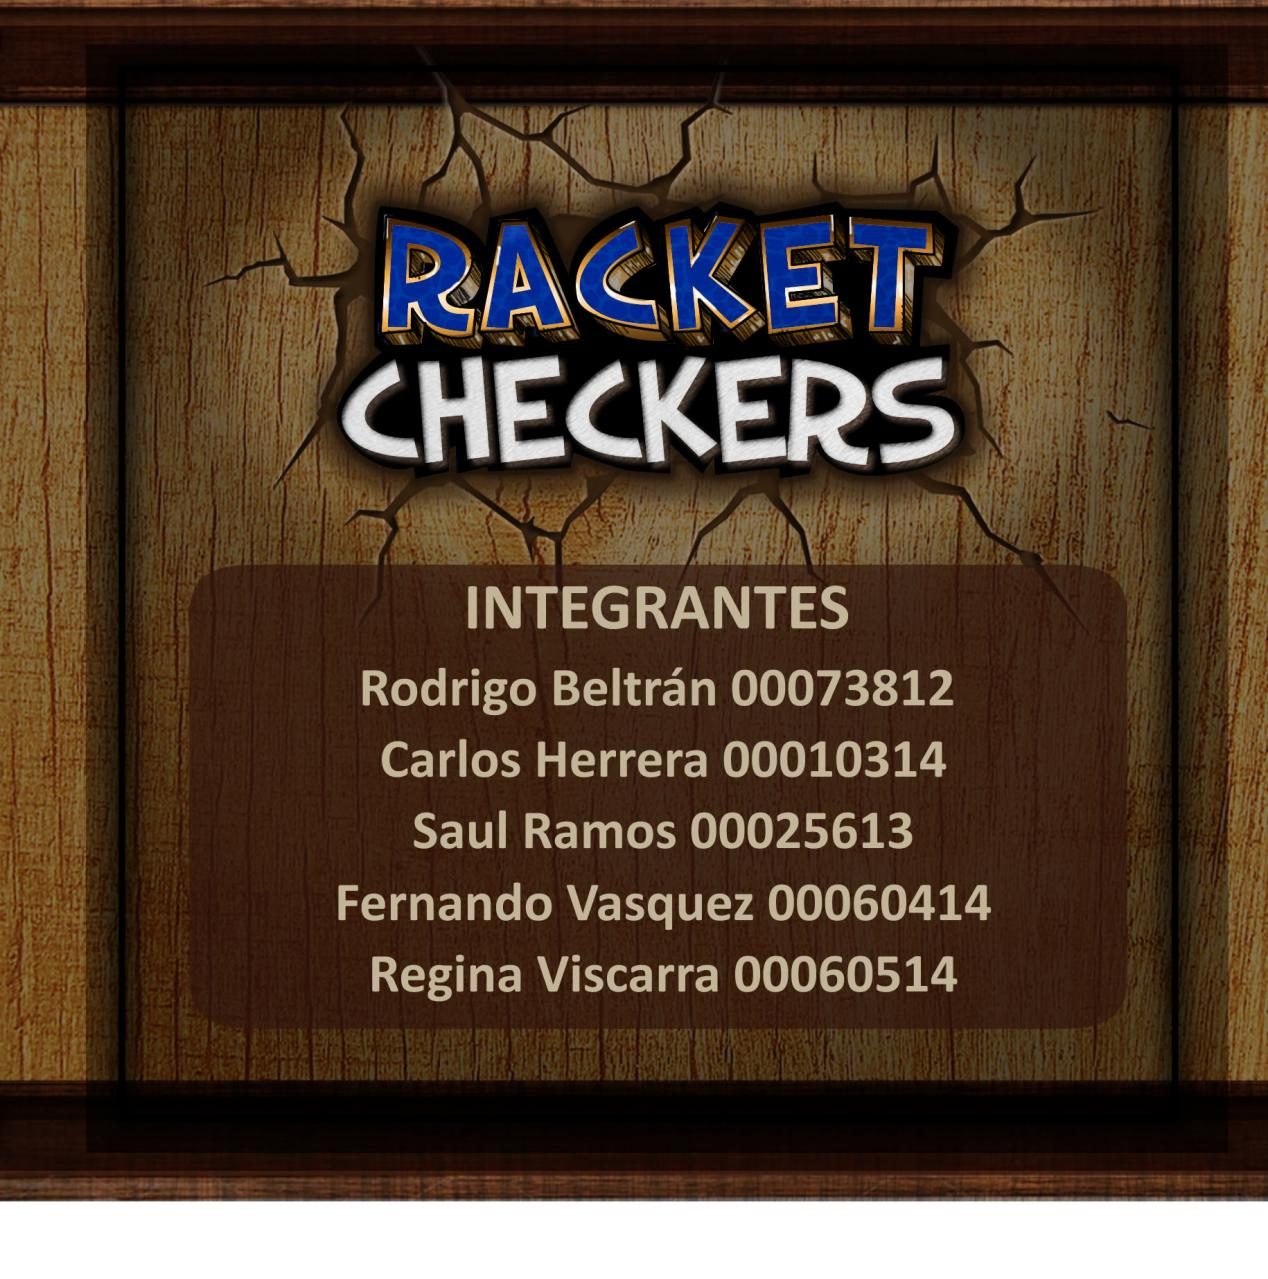 RACKET
CHECKERS
INTEGRANTES
Rodrigo Beltrán 00073812
Carlos Herrera 00010314
Saul Ramos 00025613
Fernando Vasquez 00060414
Regina Viscarra 00060514